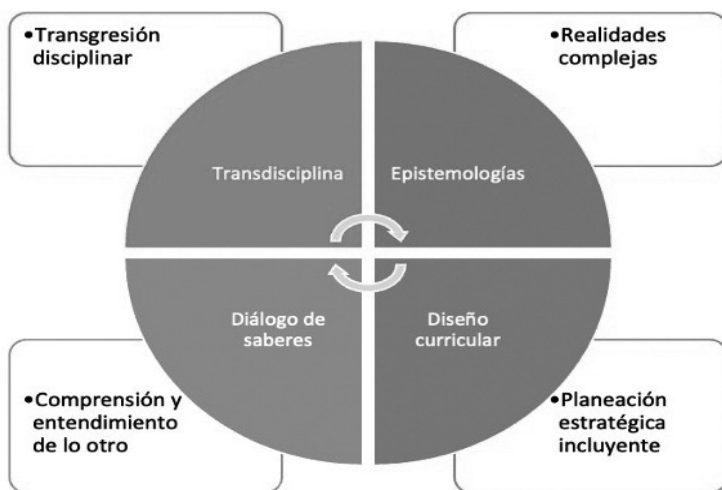 •Transgresión
disciplinar
•Realidades
complejas
Transdisciplina
Epistemologías
Diálogo de
saberes
Diseño
curricular
•Comprensión y
entendimiento
de lo otro
•Planeación
estratégica
incluyente